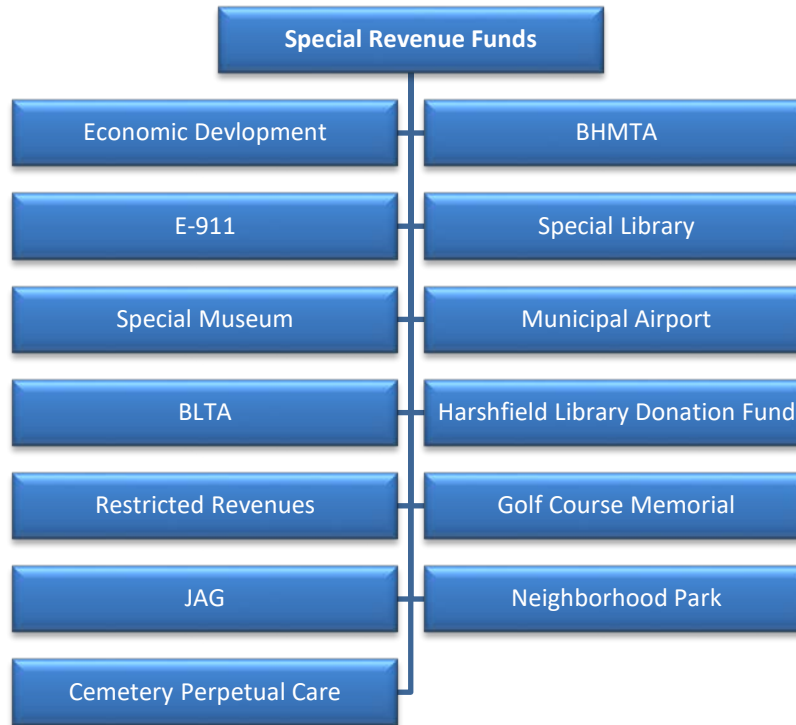 Special Revenue Funds
Economic Devlopment
BHMTA
E-911
Special Library
Special Museum
Municipal Airport
BLTA
Harshfield Library Donation Fund
Restricted Revenues
Golf Course Memorial
JAG
Neighborhood Park
Cemetery Perpetual Care